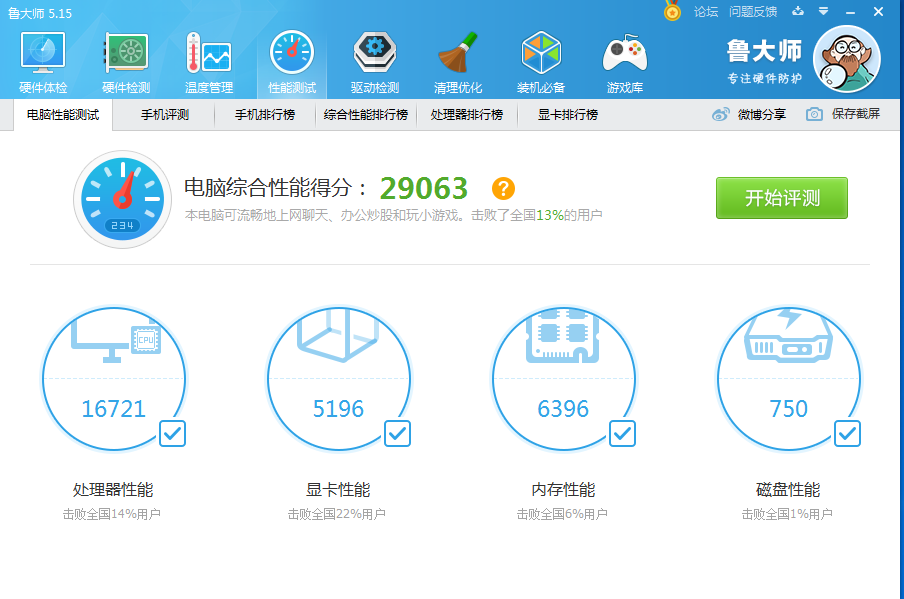 鲁大师 5.15
论坛 问题反馈
硬件体检 硬件检测 温度管理 性能测试 驱动检测 清理优化 装机必备 游戏库
鲁大师
专注硬件防护
电脑性能测试 手机评测 手机排行榜 综合性能排行榜 处理器排行榜 显卡排行榜 微博分享 保存截屏
电脑综合性能得分： 29063 ?
本电脑可流畅地上网聊天、办公炒股和玩小游戏。击败了全国13%的用户
开始评测
234
CPU
16721 5196 6396 750
处理器性能 显卡性能 内存性能 磁盘性能
击败全国14%用户 击败全国22%用户 击败全国6%用户 击败全国1%用户